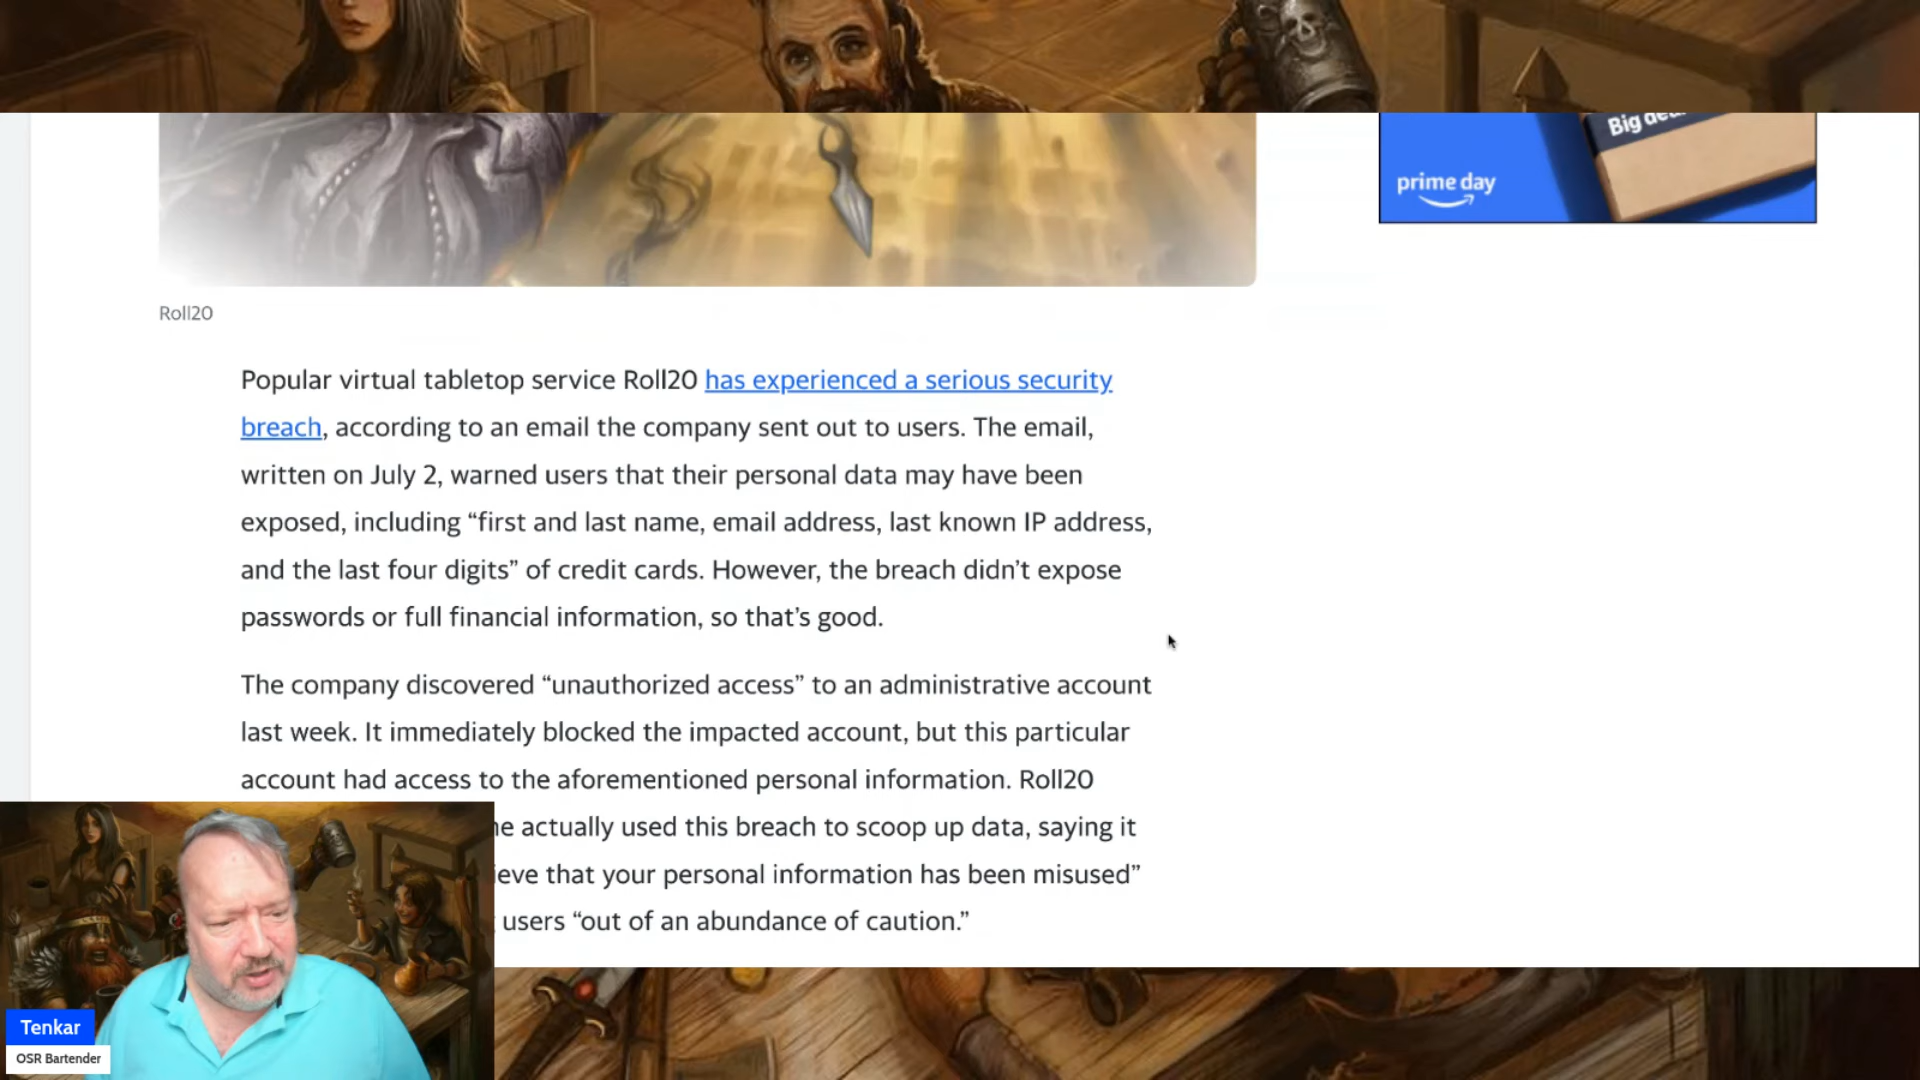 Big
prime day
Roll20
Popular virtual tabletop service Roll20 has experienced a serious security
breach, according to an email the company sent out to users. The email,
written on July 2, warned users that their personal data may have been
exposed, including “first and last name, email address, last known IP address,
and the last four digits” of credit cards. However, the breach didn’t expose
passwords or full financial information, so that’s good.
The company discovered “unauthorized access” to an administrative account
last week. It immediately blocked the impacted account, but this particular
account had access to the aforementioned personal information. Roll20
actually used this breach to scoop up data, saying it
that your personal information has been misused”
users “out of an abundance of caution.”
Tenkar
OSR Bartender